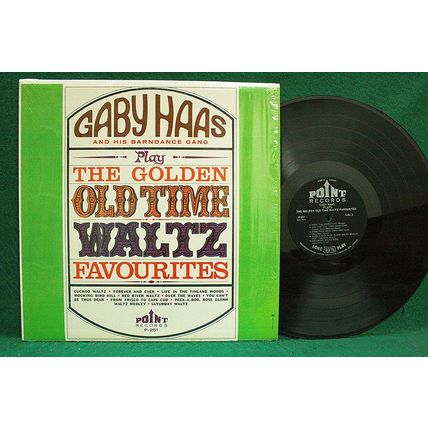 GABY HAAS
AND HIS BARNDANCE GANG
Play
THE GOLDEN
OLD TIME
WALTZ
FAVOURITES
CUCKOO WALTZ • FOREVER AND EVER • LIFE IN THE FINLAND WOODS •
MOCKING BIRD HILL • RED RIVER WALTZ • OVER THE WAVES • YOU CAN'T
BE TRUE DEAR • FROM FRISCO TO CAPE COD • PEEK-A-BOO, ROSE GLENN
WALTZ MEDLEY • SATURDAY WALTZ
POINT
RECORDS
P-251
POINT
RECORDS
THE GOLDEN OLD TIME WALTZ FAVOURITES
Side 2
LONG PLAY